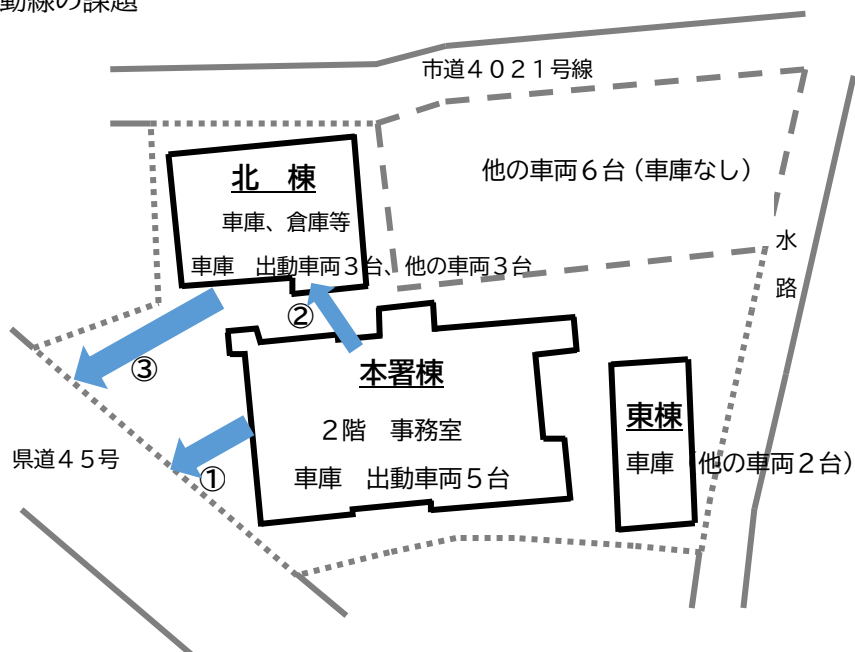 動線の課題
市道4021号線
北　棟
車庫、倉庫等
車庫　出動車両3台、他の車両3台
他の車両6台（車庫なし）
水
路
②
③
本署棟
2階　事務室
車庫　出動車両5台
東棟
車庫（他の車両2台）
県道45号
①